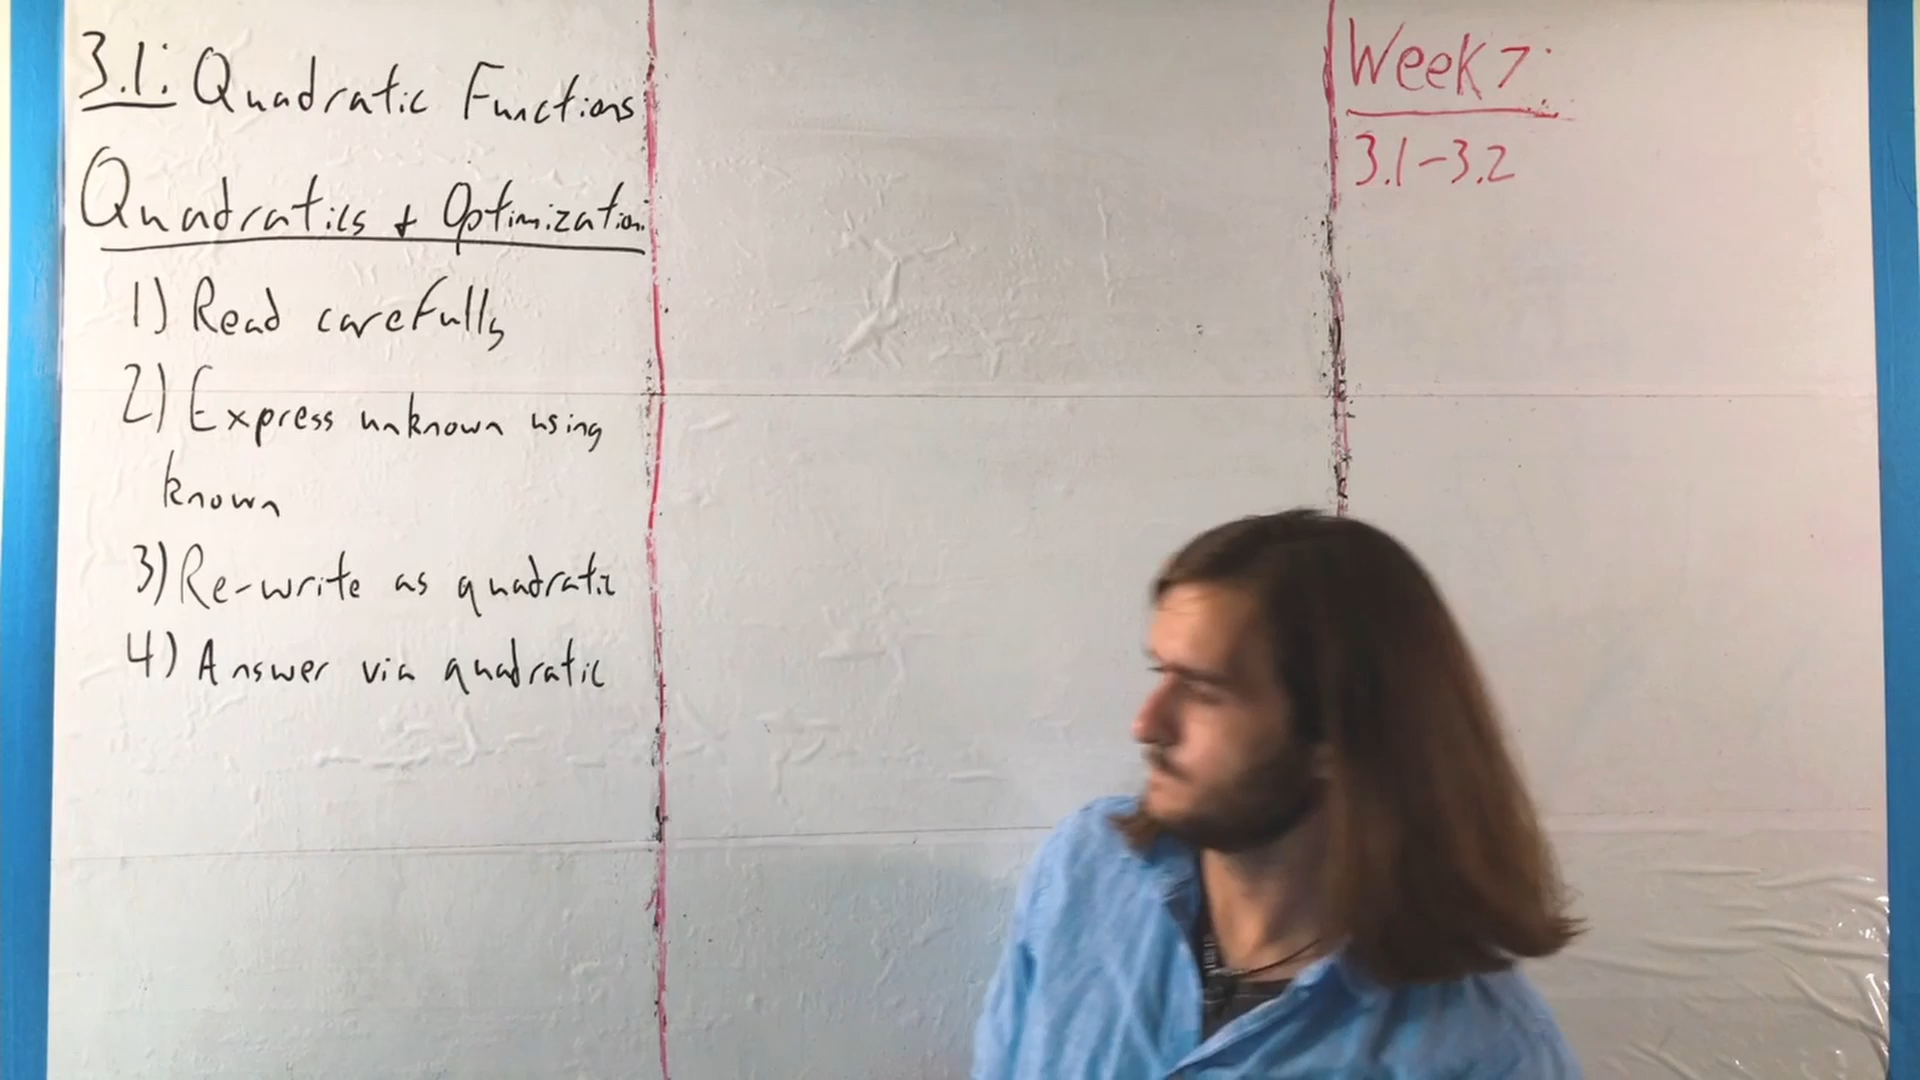 3.1: Quadratic Functions
Quadratics + Optimization
1) Read carefully
2) Express unknown using
known
3) Re-write as quadratic
4) Answer via quadratic
Week 7:
3.1-3.2